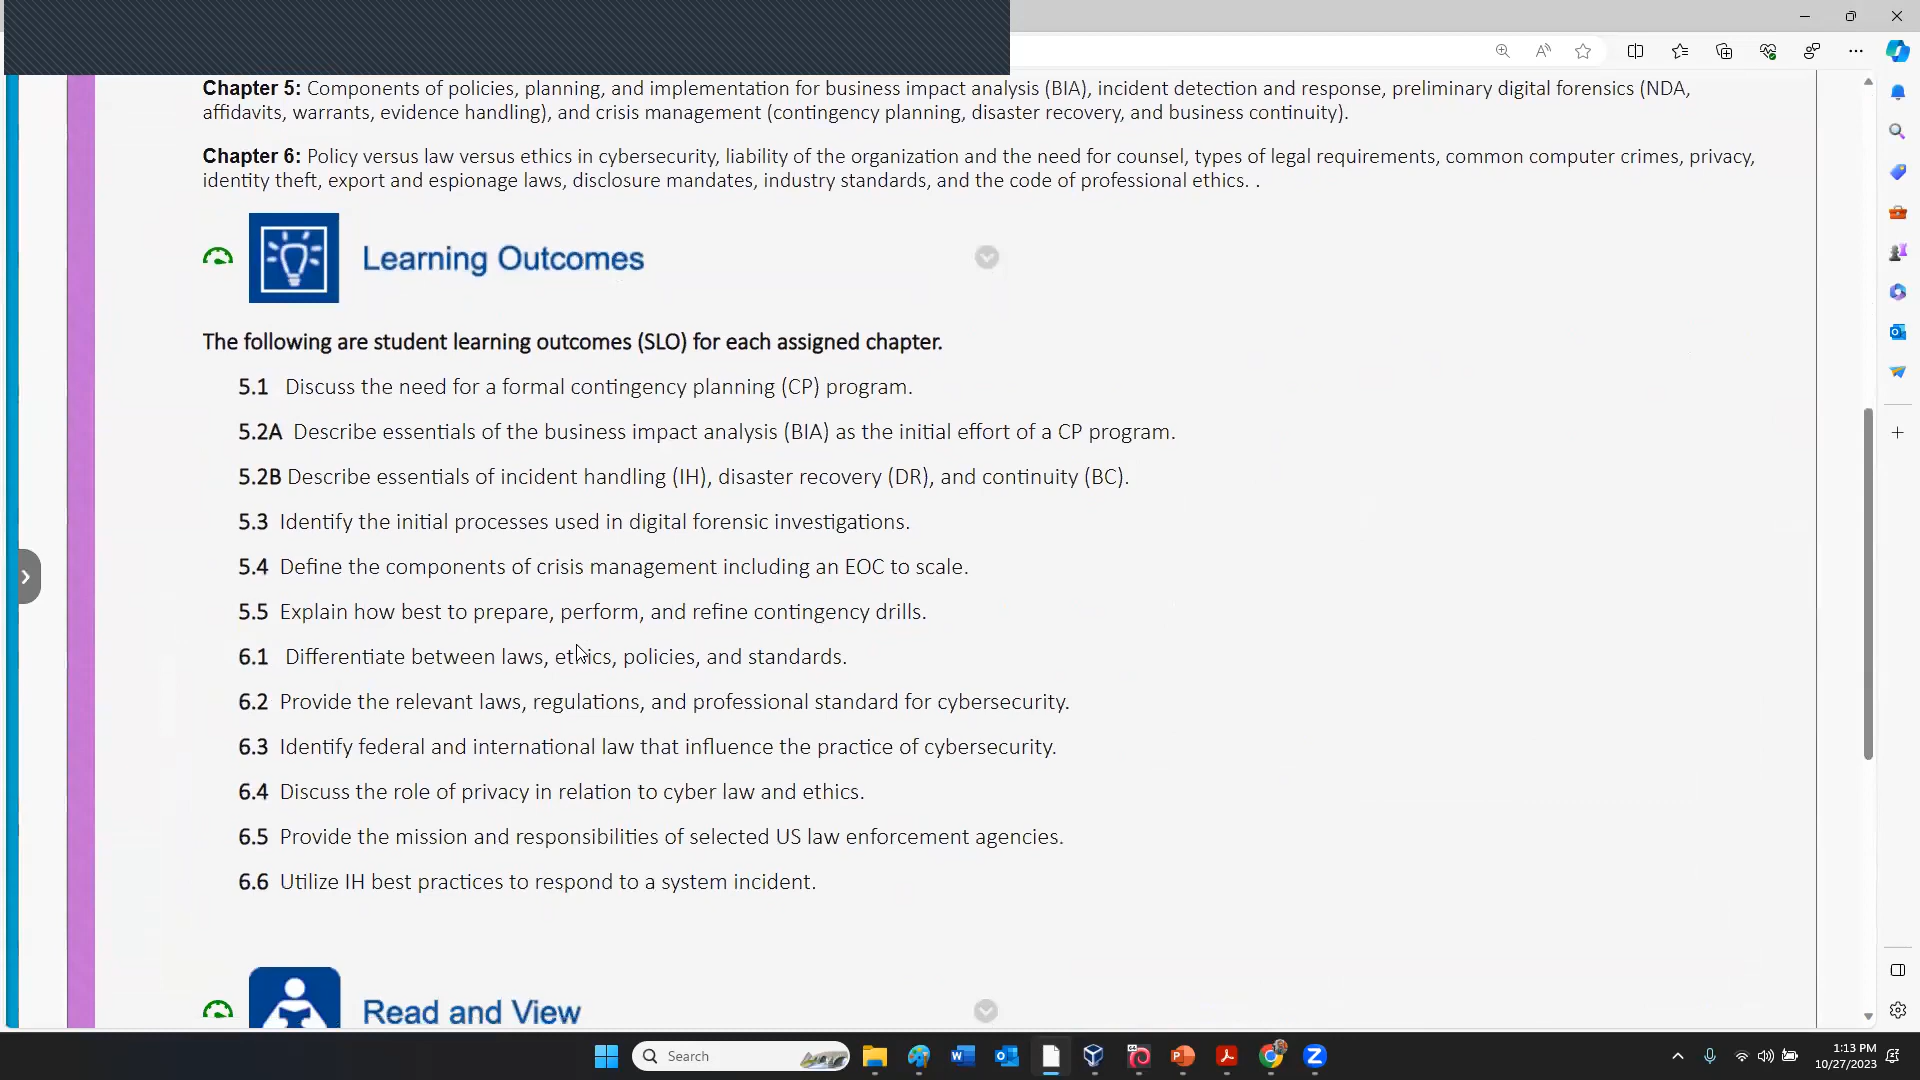 Chapter 5: Components of policies, planning, and implementation for business impact analysis (BIA), incident detection and response, preliminary digital forensics (NDA,
affidavits, warrants, evidence handling), and crisis management (contingency planning, disaster recovery, and business continuity).
Chapter 6: Policy versus law versus ethics in cybersecurity, liability of the organization and the need for counsel, types of legal requirements, common computer crimes, privacy,
identity theft, export and espionage laws, disclosure mandates, industry standards, and the code of professional ethics. .
Learning Outcomes
The following are student learning outcomes (SLO) for each assigned chapter.
5.1 Discuss the need for a formal contingency planning (CP) program.
5.2A Describe essentials of the business impact analysis (BIA) as the initial effort of a CP program.
5.2B Describe essentials of incident handling (IH), disaster recovery (DR), and continuity (BC).
5.3 Identify the initial processes used in digital forensic investigations.
5.4 Define the components of crisis management including an EOC to scale.
5.5 Explain how best to prepare, perform, and refine contingency drills.
6.1 Differentiate between laws, ethics, policies, and standards.
6.2 Provide the relevant laws, regulations, and professional standard for cybersecurity.
6.3 Identify federal and international law that influence the practice of cybersecurity.
6.4 Discuss the role of privacy in relation to cyber law and ethics.
6.5 Provide the mission and responsibilities of selected US law enforcement agencies.
6.6 Utilize IH best practices to respond to a system incident.
Read and View
Search
1:13 PM
10/27/2023